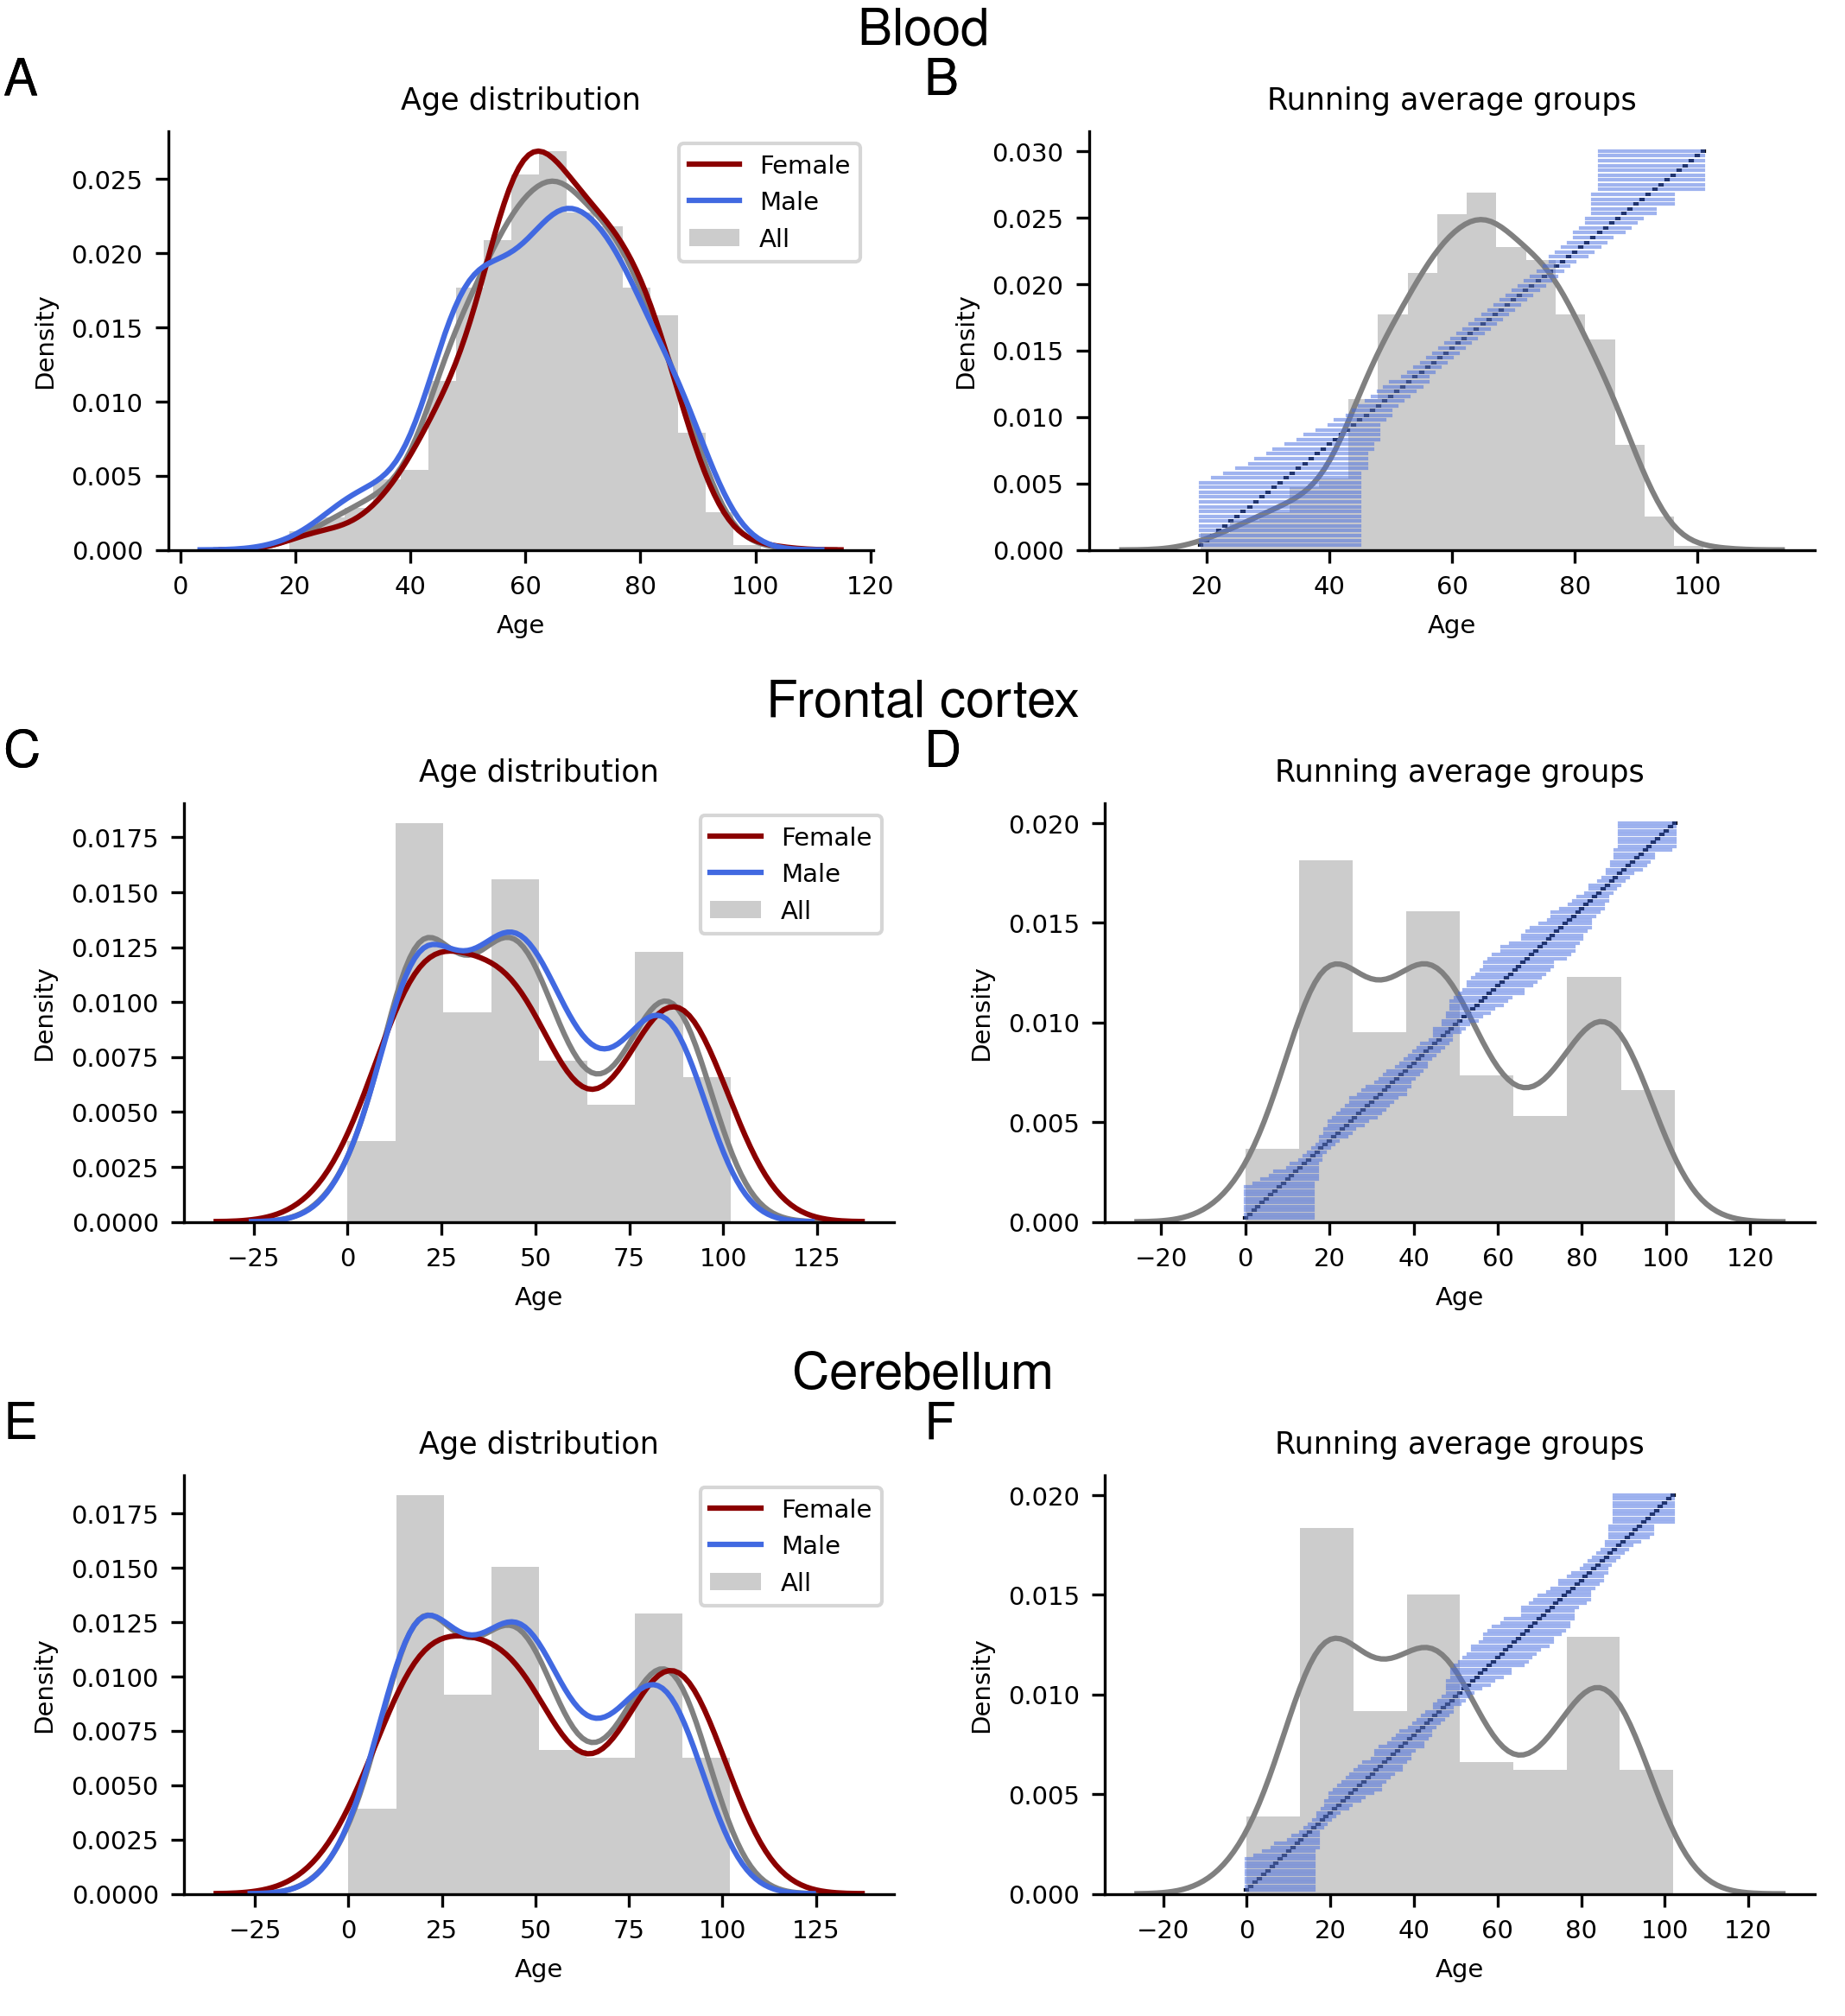 Blood
A
Age distribution
Female
Male
All
0.025
0.020
0.015
0.010
0.005
0.000
Density
0 20 40 60 80 100 120
Age
B
Running average groups
0.030
0.025
0.020
0.015
0.010
0.005
0.000
Density
20 40 60 80 100
Age
Frontal cortex
C
Age distribution
Female
Male
All
0.0175
0.0150
0.0125
0.0100
0.0075
0.0050
0.0025
0.0000
Density
−25 0 25 50 75 100 125
Age
D
Running average groups
0.020
0.015
0.010
0.005
0.000
Density
−20 0 20 40 60 80 100 120
Age
Cerebellum
E
Age distribution
Female
Male
All
0.0175
0.0150
0.0125
0.0100
0.0075
0.0050
0.0025
0.0000
Density
−25 0 25 50 75 100 125
Age
F
Running average groups
0.020
0.015
0.010
0.005
0.000
Density
−20 0 20 40 60 80 100 120
Age